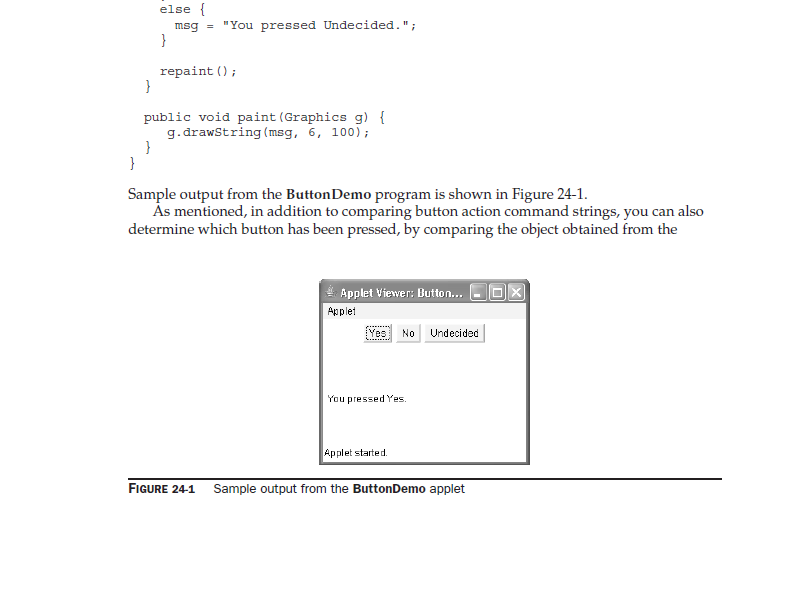 else {
msg = "You pressed Undecided.";
}
repaint();
}
public void paint(Graphics g) {
g.drawString(msg, 6, 100);
}
}
Sample output from the ButtonDemo program is shown in Figure 24-1.
As mentioned, in addition to comparing button action command strings, you can also
determine which button has been pressed, by comparing the object obtained from the
Applet Viewer: Button...
Applet
Yes No Undecided
You pressed Yes.
Applet started.
FIGURE 24-1 Sample output from the ButtonDemo applet